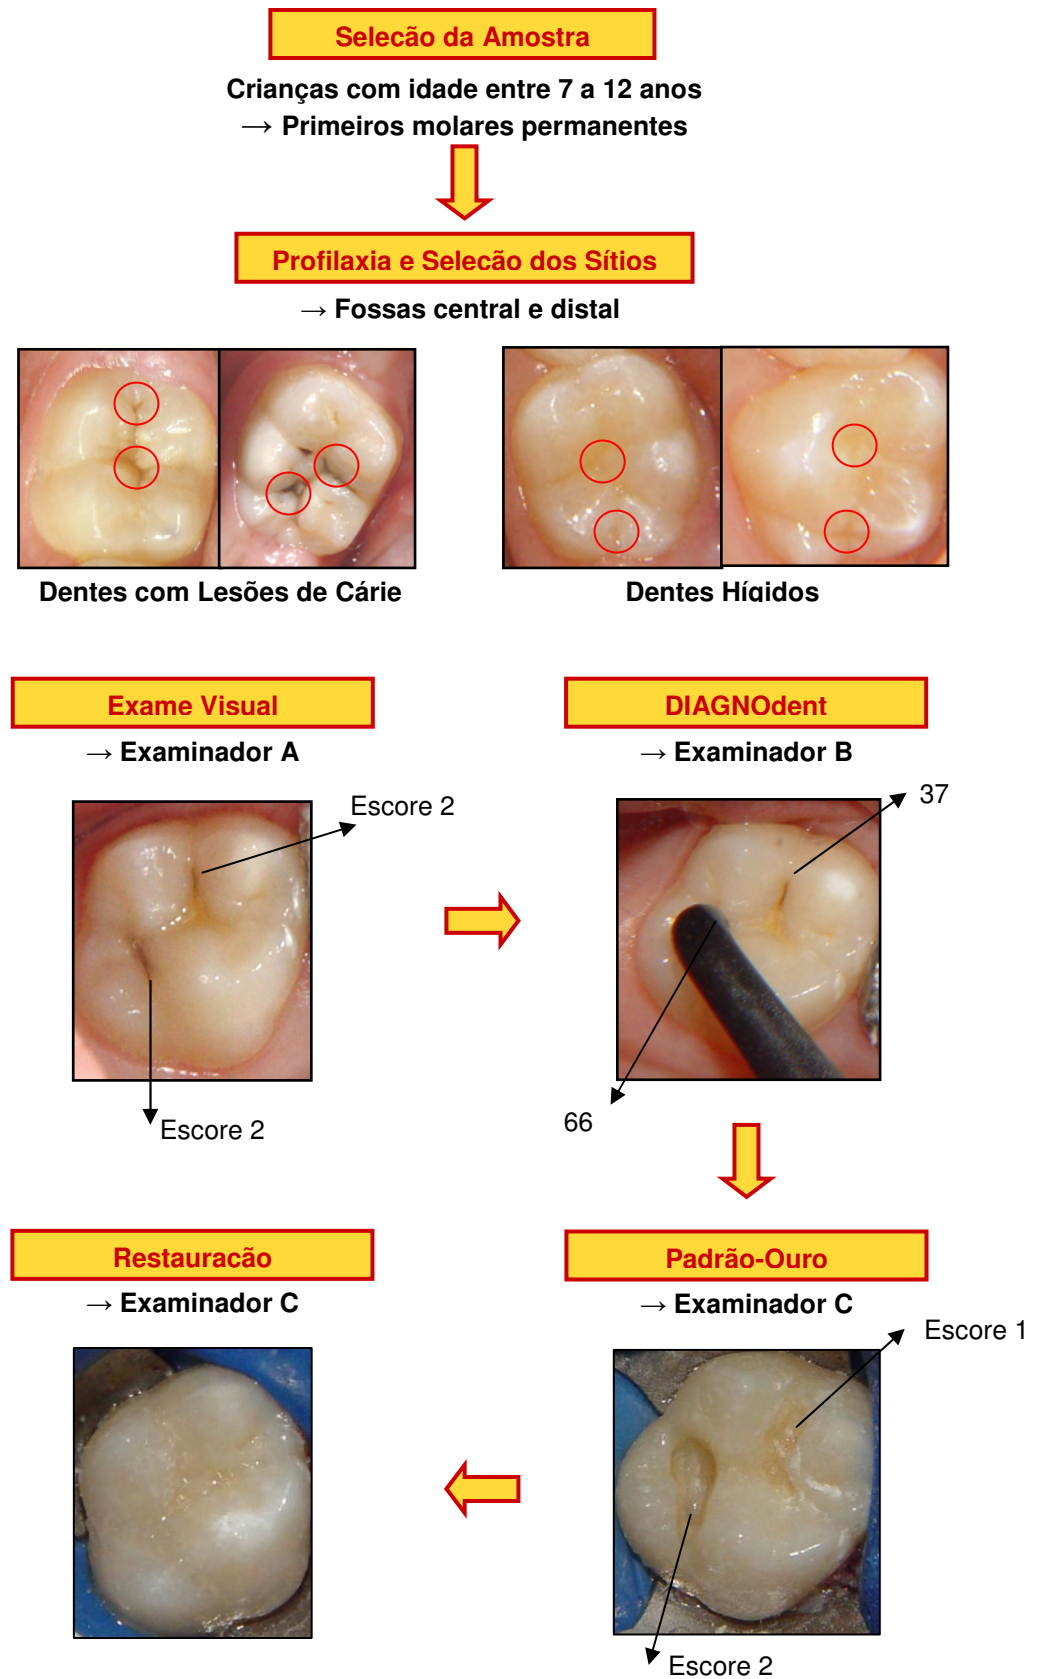 Seleção da Amostra
Crianças com idade entre 7 a 12 anos
→ Primeiros molares permanentes
Profilaxia e Seleção dos Sítios
→ Fossas central e distal
Dentes com Lesões de Cárie
Dentes Hígidos
Exame Visual
DIAGNOdent
→ Examinador A
→ Examinador B
Escore 2
37
Escore 2
66
Restauração
Padrão-Ouro
→ Examinador C
→ Examinador C
Escore 1
Escore 2